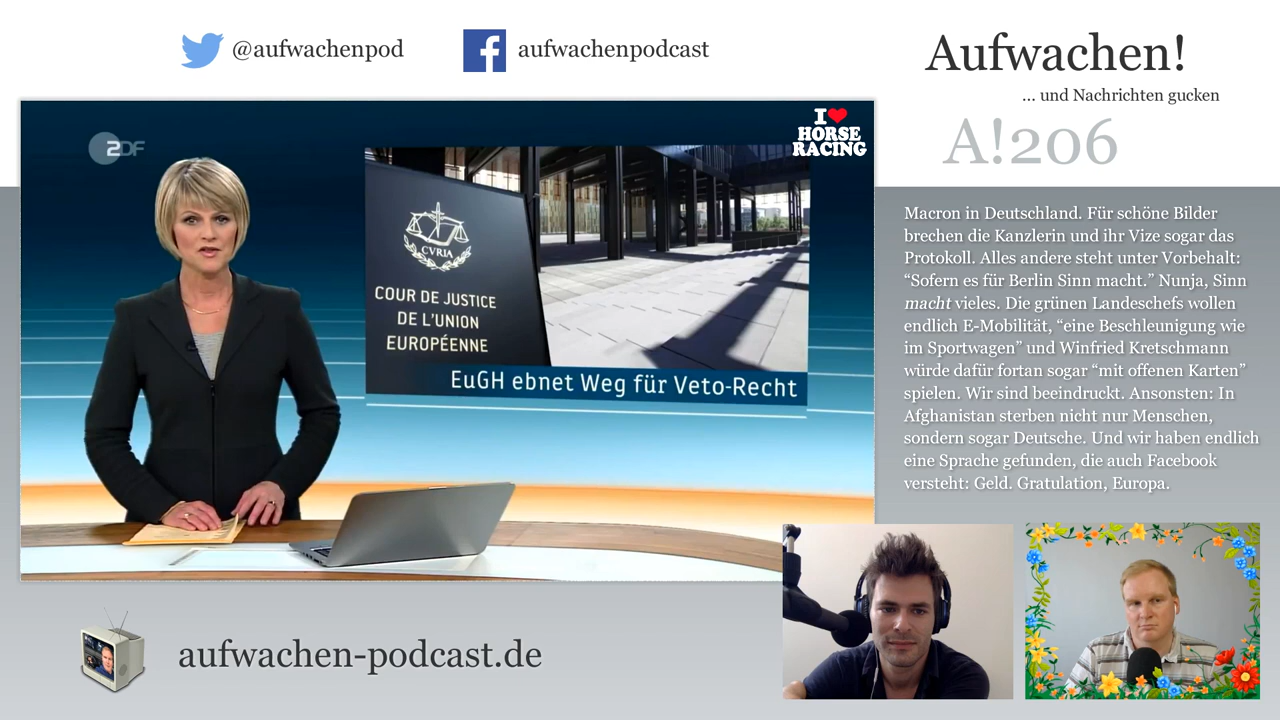 @aufwachenpod
aufwachenpodcast
Aufwachen!
... und Nachrichten gucken
A!206
ZDF
I
HORSE
RACING
CVRIA
COUR DE JUSTICE
DE L'UNION
EUROPÉENNE
EuGH ebnet Weg für Veto-Recht
Macron in Deutschland. Für schöne Bilder
brechen die Kanzlerin und ihr Vize sogar das
Protokoll. Alles andere steht unter Vorbehalt:
“Sofern es für Berlin Sinn macht.” Nunja, Sinn
macht vieles. Die grünen Landeschefs wollen
endlich E-Mobilität, “eine Beschleunigung wie
im Sportwagen” und Winfried Kretschmann
würde dafür fortan sogar “mit offenen Karten”
spielen. Wir sind beeindruckt. Ansonsten: In
Afghanistan sterben nicht nur Menschen,
sondern sogar Deutsche. Und wir haben endlich
eine Sprache gefunden, die auch Facebook
versteht: Geld. Gratulation, Europa.
aufwachen-podcast.de